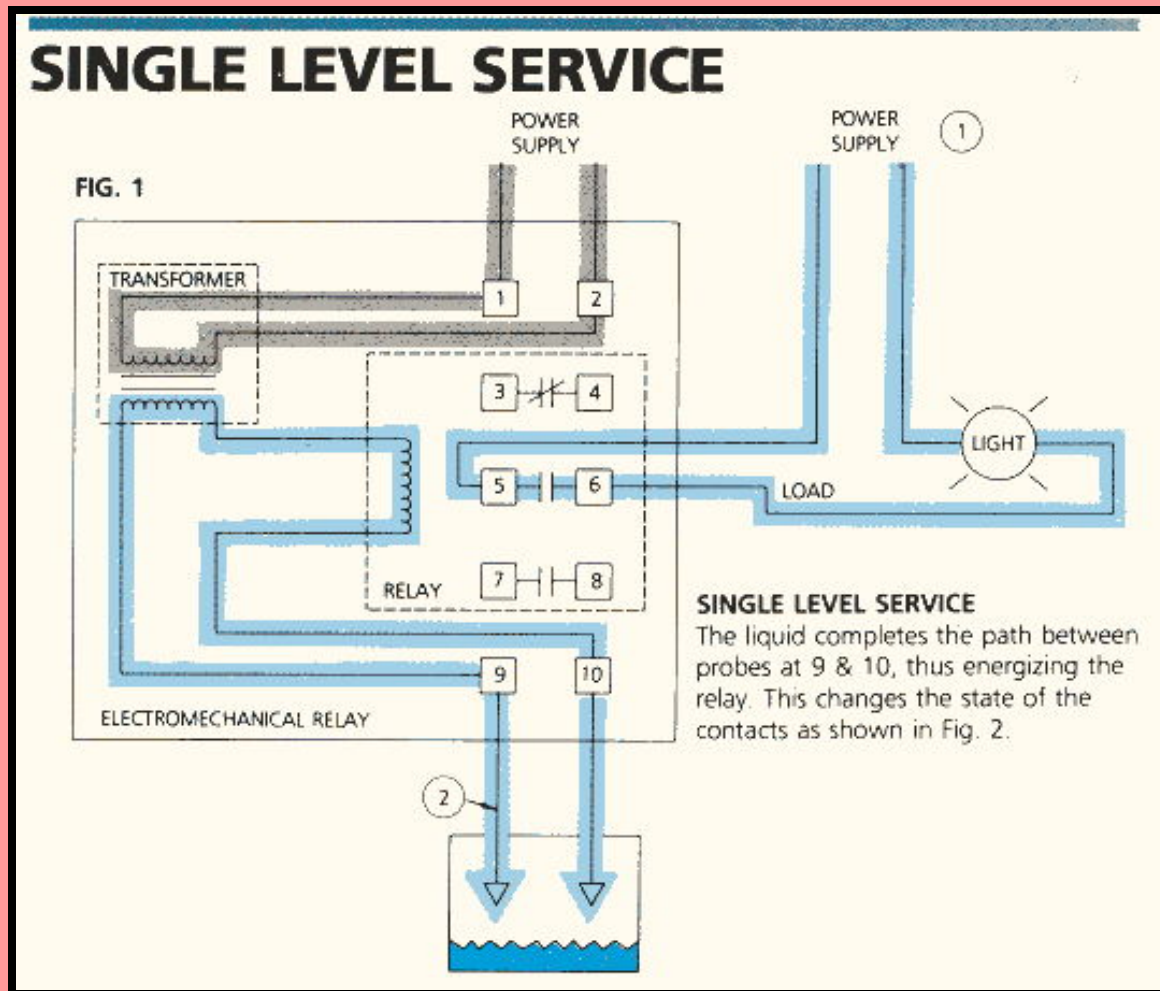 SINGLE LEVEL SERVICE
POWER
SUPPLY
POWER
SUPPLY
1
FIG. 1
TRANSFORMER
1
2
3
4
LIGHT
5
6
LOAD
7
8
RELAY
SINGLE LEVEL SERVICE
The liquid completes the path between
probes at 9 & 10, thus energizing the
relay. This changes the state of the
contacts as shown in Fig. 2.
9
10
ELECTROMECHANICAL RELAY
2